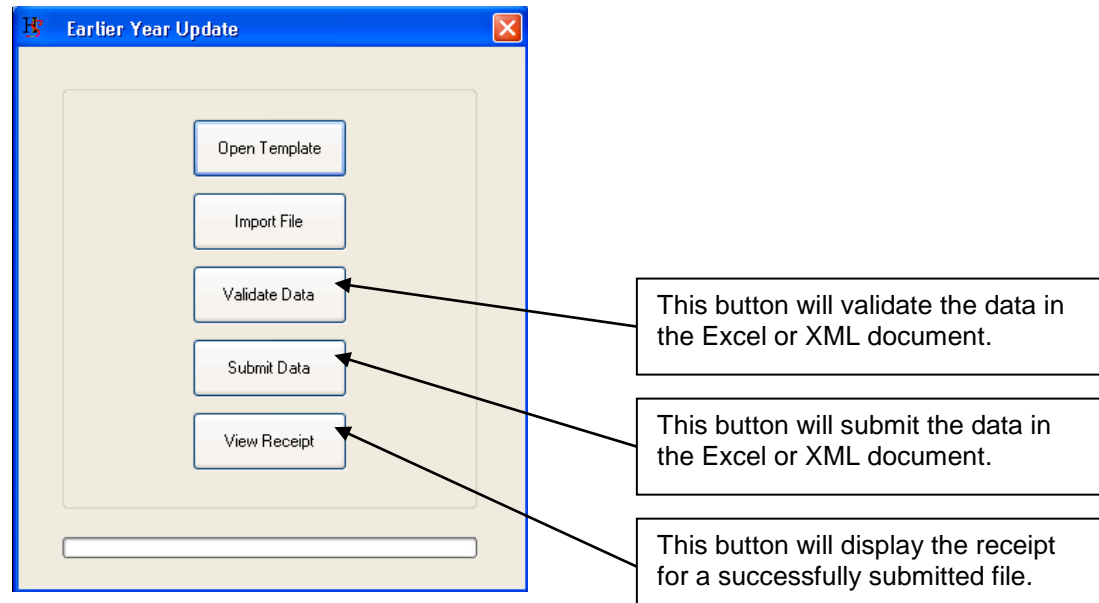 Earlier Year Update
Open Template
Import File
Validate Data
Submit Data
View Receipt
This button will validate the data in
the Excel or XML document.
This button will submit the data in
the Excel or XML document.
This button will display the receipt
for a successfully submitted file.